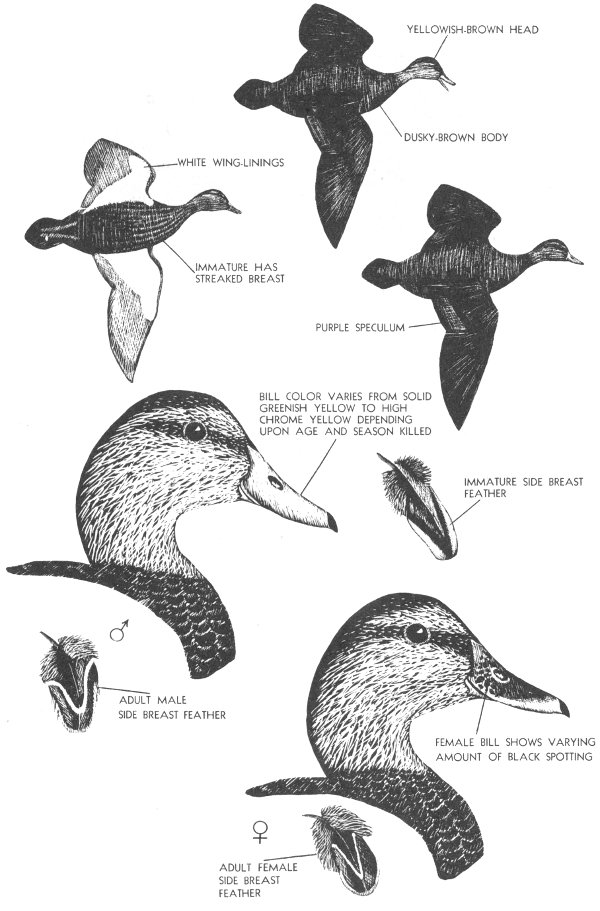 YELLOWISH-BROWN HEAD
DUSKY-BROWN BODY
WHITE WING-LININGS
IMMATURE HAS
STREAKED BREAST
PURPLE SPECULUM
BILL COLOR VARIES FROM SOLID
GREENISH YELLOW TO HIGH
CHROME YELLOW DEPENDING
UPON AGE AND SEASON KILLED
IMMATURE SIDE BREAST
FEATHER
♂
ADULT MALE
SIDE BREAST FEATHER
FEMALE BILL SHOWS VARYING
AMOUNT OF BLACK SPOTTING
♀
ADULT FEMALE
SIDE BREAST
FEATHER